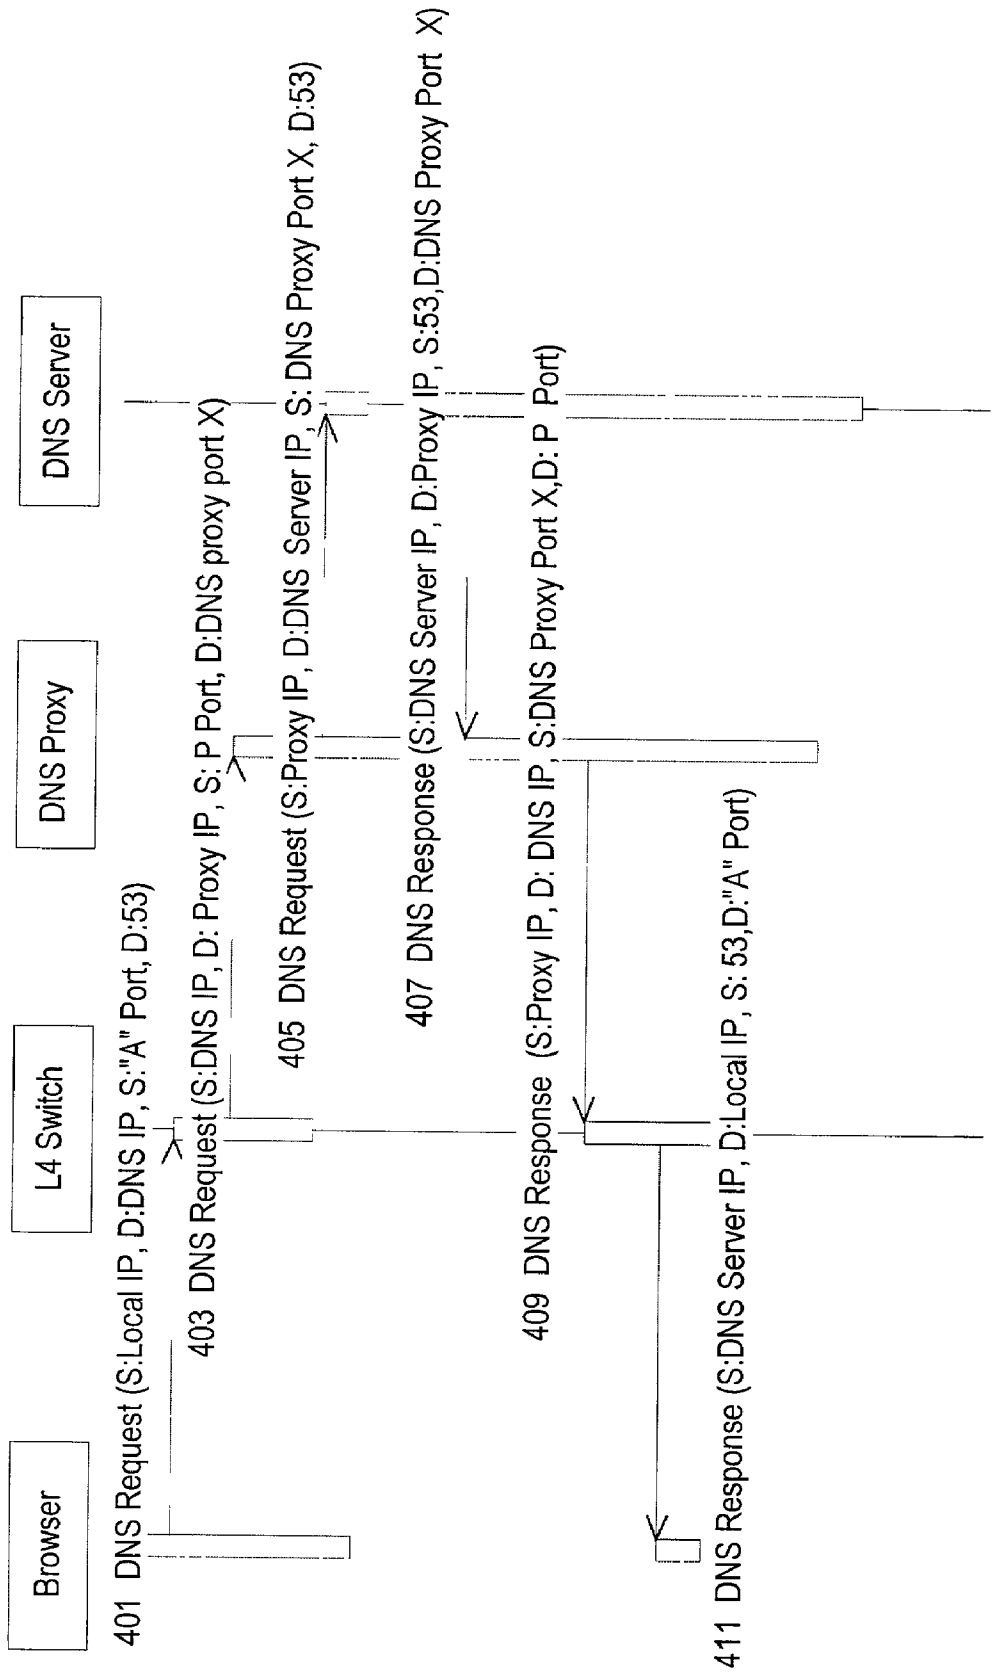 Browser
L4 Switch
DNS Proxy
DNS Server
401 DNS Request (S:Local IP, D:DNS IP, S:"A" Port, D:53)
403 DNS Request (S:DNS IP, D: Proxy IP, S: P Port, D:DNS proxy port X)
405 DNS Request (S:Proxy IP, D:DNS Server IP, S: DNS Proxy Port X, D:53)
407 DNS Response (S:DNS Server IP, D:Proxy IP, S:53,D:DNS Proxy Port X)
409 DNS Response (S:Proxy IP, D: DNS IP, S:DNS Proxy Port X,D: P Port)
411 DNS Response (S:DNS Server IP, D:Local IP, S: 53,D:"A" Port)